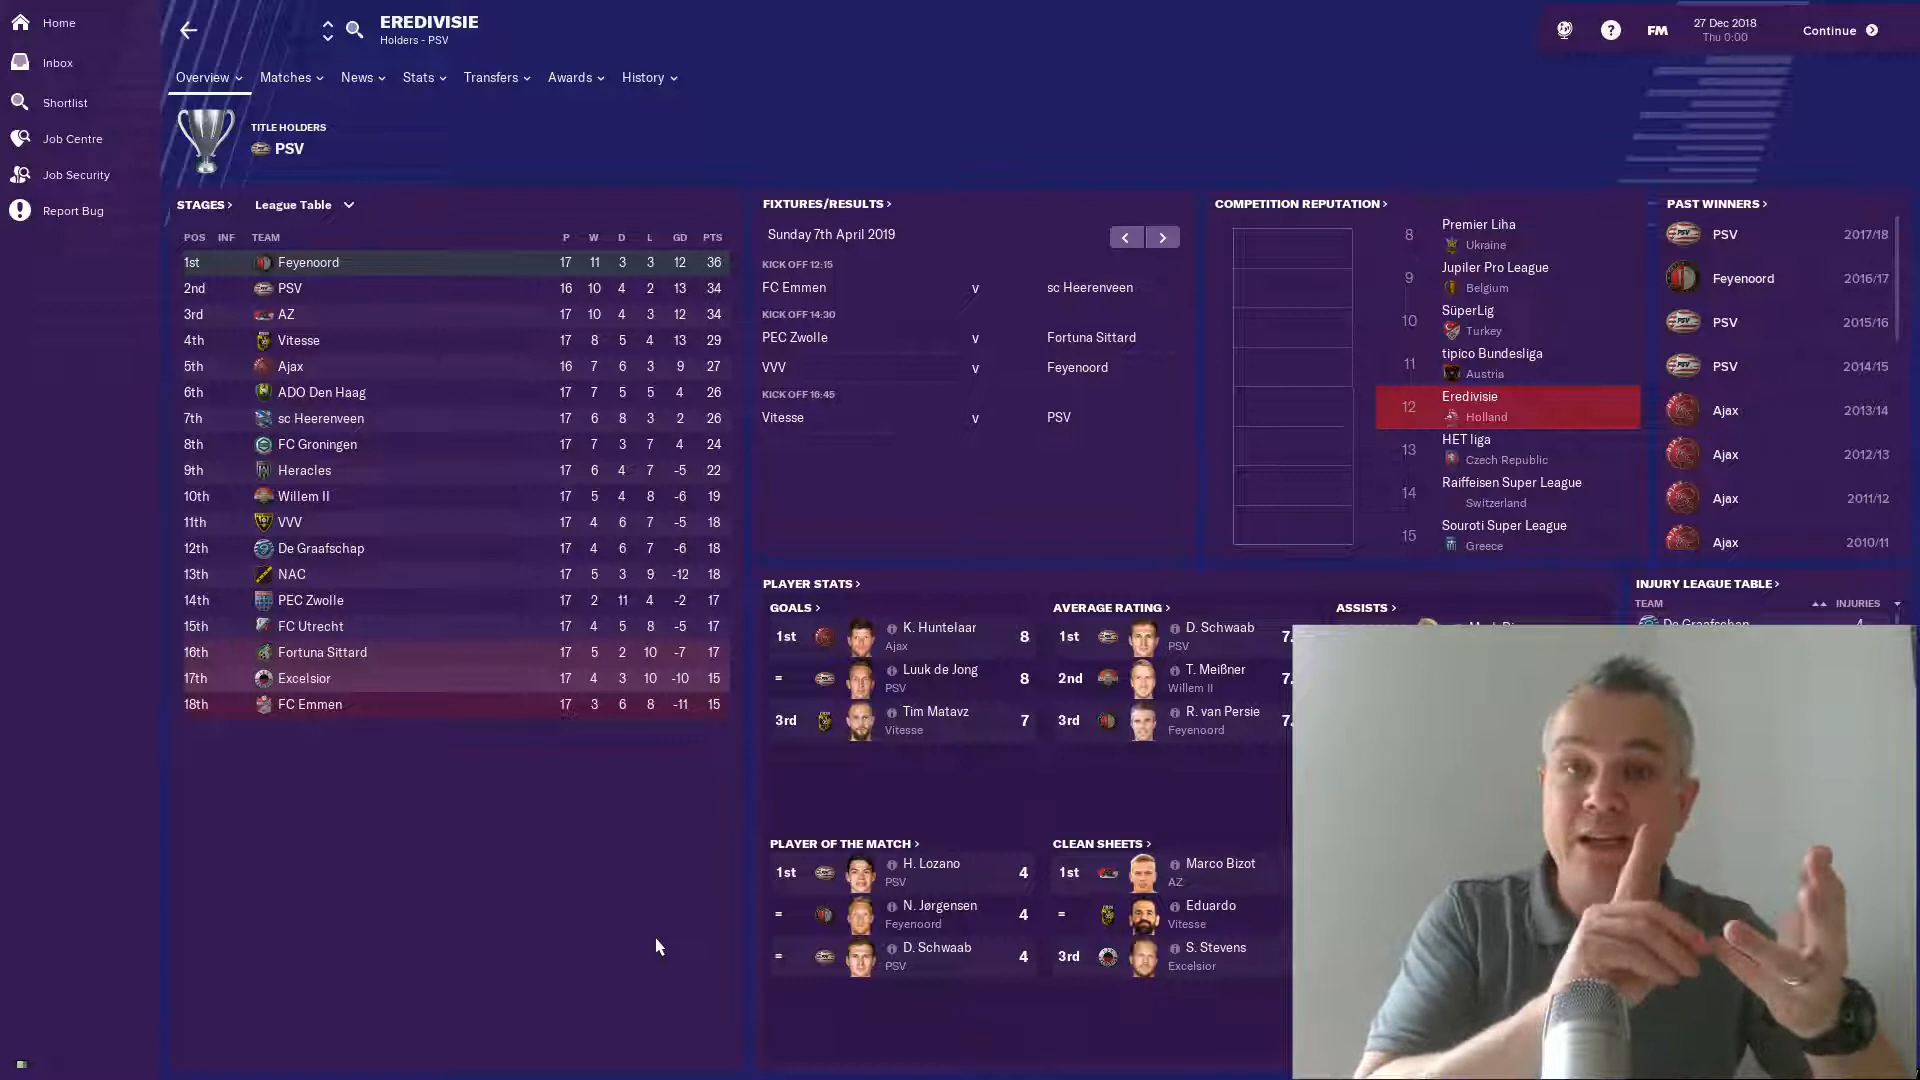 Home
Inbox
Shortlist
Job Centre
Job Security
Report Bug
EREDIVISIE
Holders - PSV
27 Dec 2018
Thu 0:00
FM
Continue
Overview Matches News Stats Transfers Awards History
TITLE HOLDERS
PSV
STAGES> League Table
POS INF TEAM P W D L GD PTS
1st Feyenoord 17 11 3 3 12 36
2nd PSV 16 10 4 2 13 34
3rd AZ 17 10 4 3 12 34
4th Vitesse 17 8 5 4 13 29
5th Ajax 16 7 6 3 9 27
6th ADO Den Haag 17 7 5 5 4 26
7th sc Heerenveen 17 6 8 3 2 26
8th FC Groningen 17 7 3 7 4 24
9th Heracles 17 6 4 7 -5 22
10th Willem II 17 5 4 8 -6 19
11th VVV 17 4 6 7 -5 18
12th De Graafschap 17 4 6 7 -6 18
13th NAC 17 5 3 9 -12 18
14th PEC Zwolle 17 2 11 4 -2 17
15th FC Utrecht 17 4 5 8 -5 17
16th Fortuna Sittard 17 5 2 10 -7 17
17th Excelsior 17 4 3 10 -10 15
18th FC Emmen 17 3 6 8 -11 15
FIXTURES/RESULTS>
Sunday 7th April 2019
KICK OFF 12:15
FC Emmen v sc Heerenveen
KICK OFF 14:30
PEC Zwolle v Fortuna Sittard
VVV v Feyenoord
KICK OFF 16:45
Vitesse v PSV
COMPETITION REPUTATION>
8 Premier Liha
Ukraine
9 Jupiler Pro League
Belgium
10 SüperLig
Turkey
11 tipico Bundesliga
Austria
12 Eredivisie
Holland
13 HET liga
Czech Republic
14 Raiffeisen Super League
Switzerland
15 Souroti Super League
Greece
PAST WINNERS>
PSV 2017/18
Feyenoord 2016/17
PSV 2015/16
PSV 2014/15
Ajax 2013/14
Ajax 2012/13
Ajax 2011/12
Ajax 2010/11
PLAYER STATS>
GOALS>
1st K. Huntelaar 8
Ajax
= Luuk de Jong 8
PSV
3rd Tim Matavz 7
Vitesse
AVERAGE RATING>
1st D. Schwaab 7.
PSV
2nd T. Meißner 7.
Willem II
3rd R. van Persie 7.
Feyenoord
ASSISTS>
INJURY LEAGUE TABLE>
TEAM INJURIES
De Graafschap 4
PLAYER OF THE MATCH>
1st H. Lozano 4
PSV
= N. Jørgensen 4
Feyenoord
= D. Schwaab 4
PSV
CLEAN SHEETS>
1st Marco Bizot
AZ
= Eduardo
Vitesse
3rd S. Stevens
Excelsior